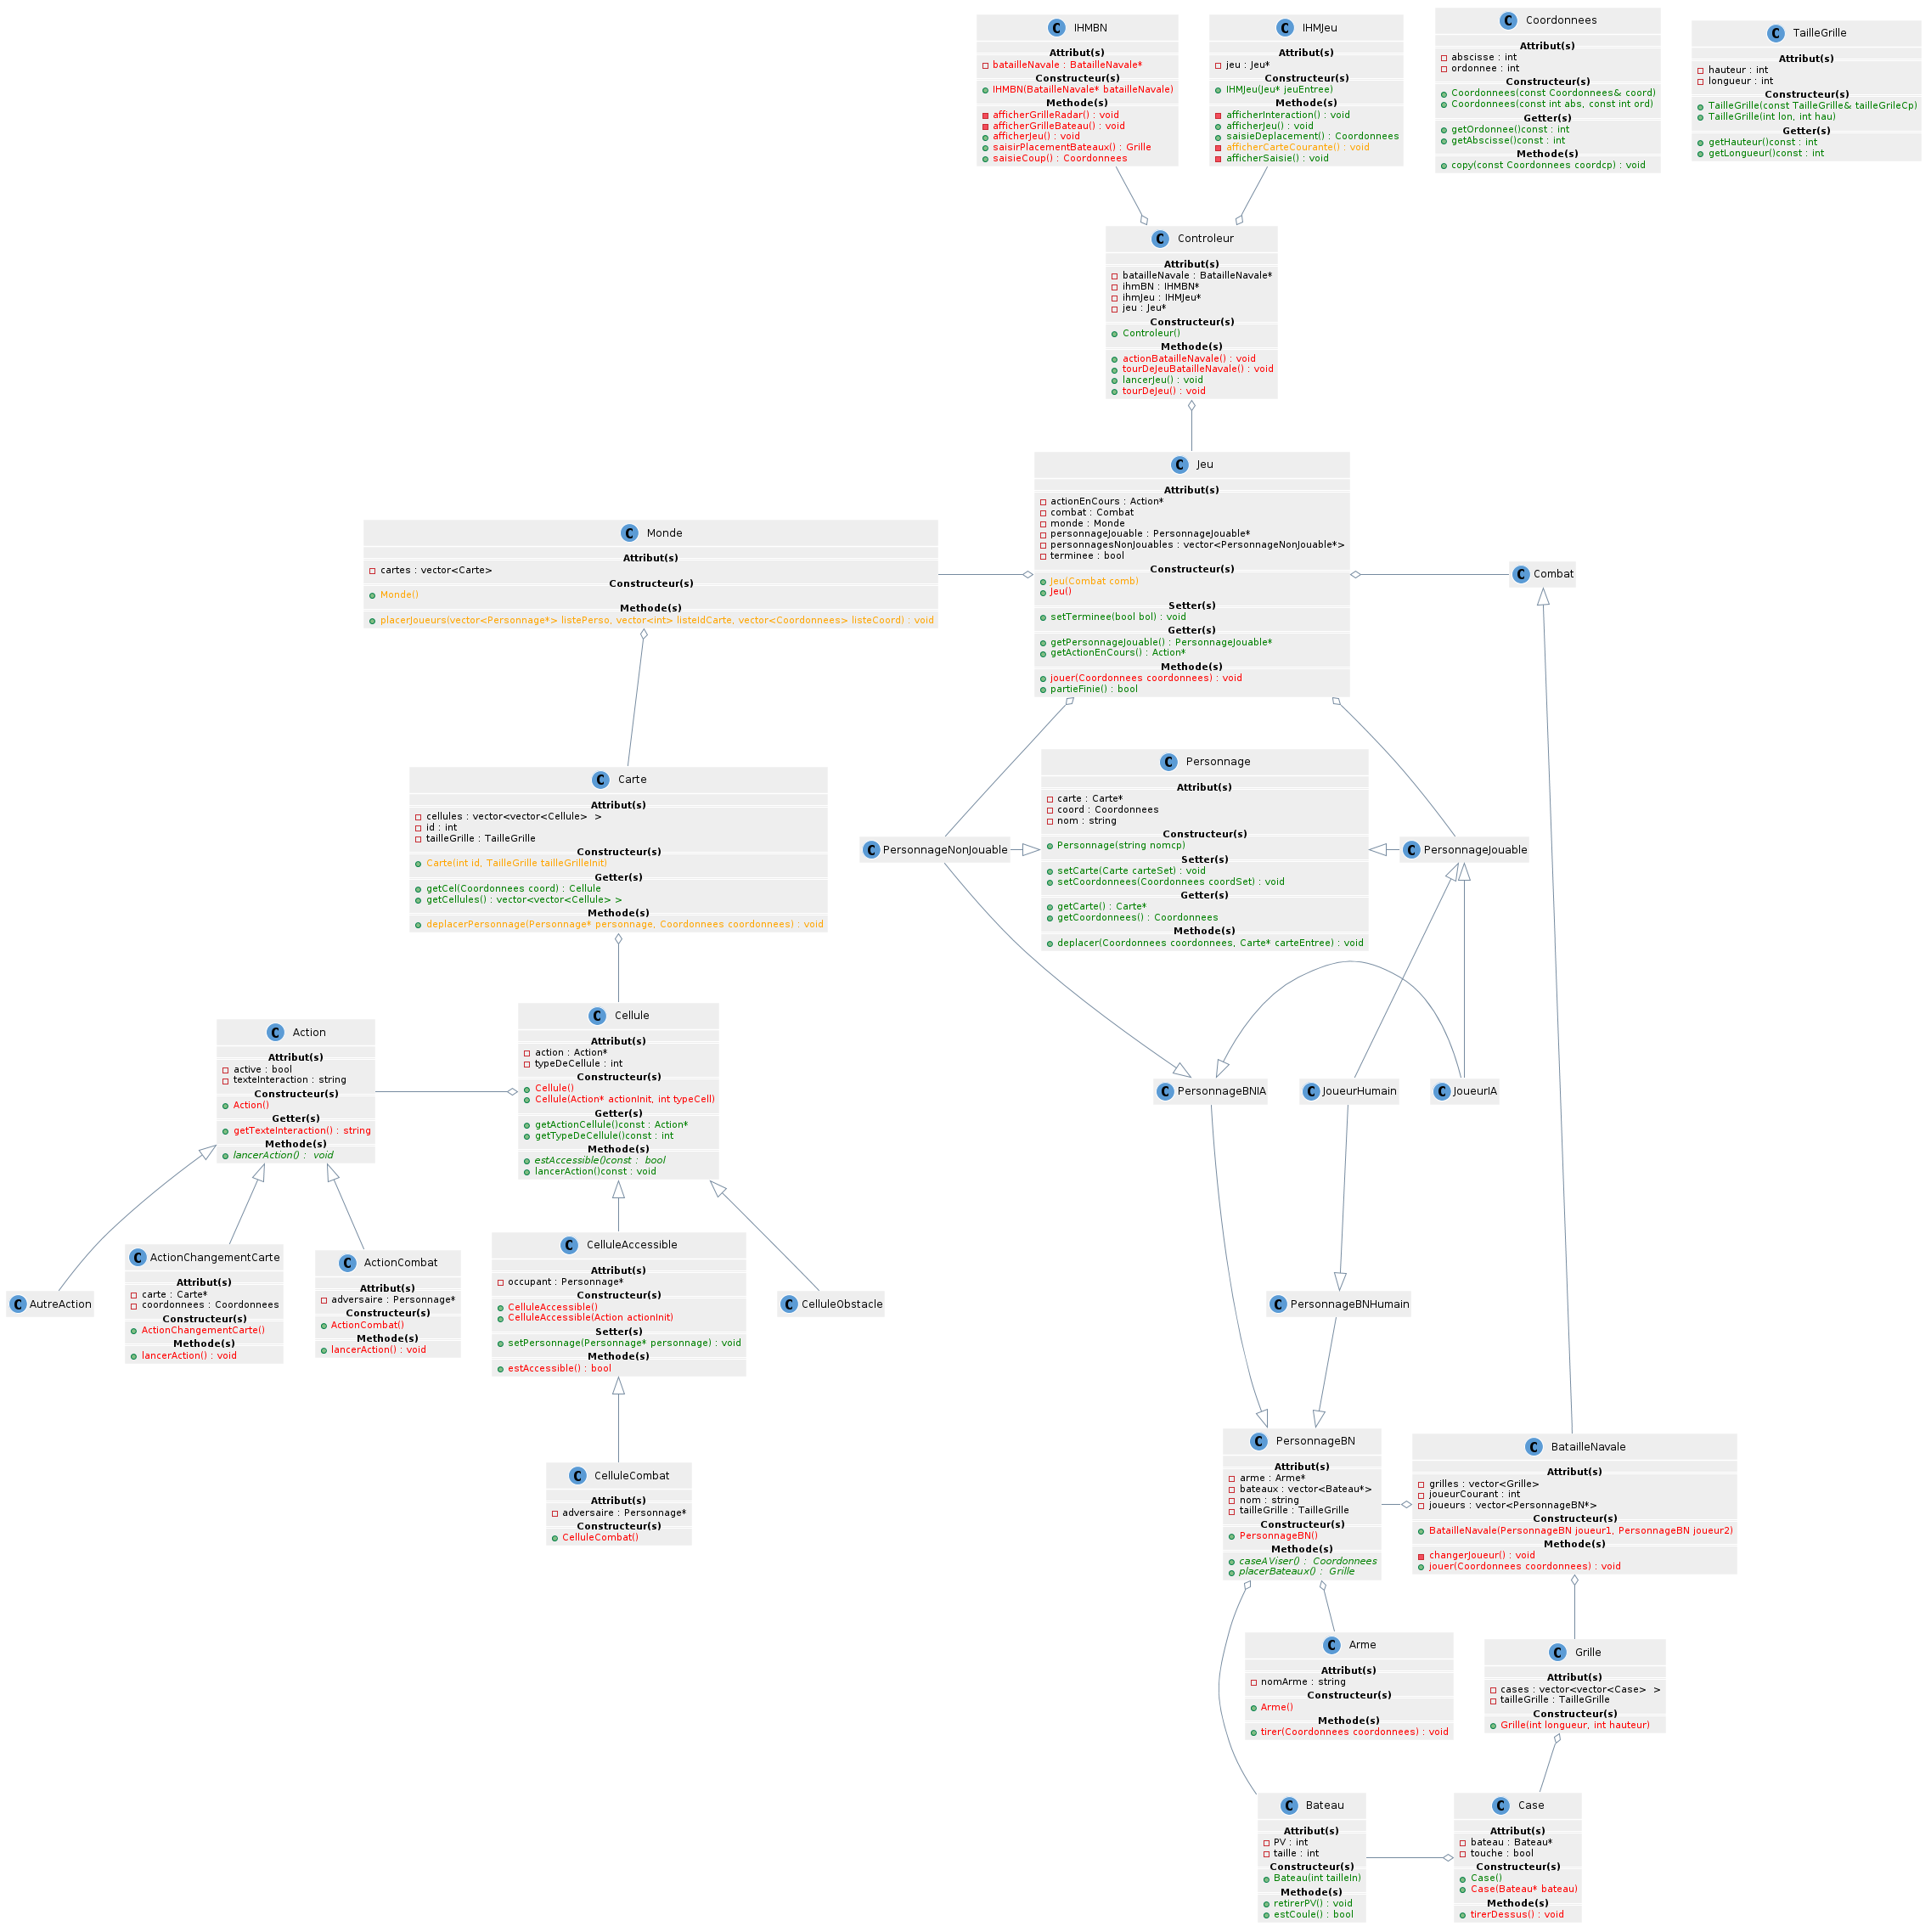 IHMBN
Attribut(s)
batailleNavale : BatailleNavale*
Constructeur(s)
IHMBN(BatailleNavale* batailleNavale)
Methode(s)
afficherGrilleRadar() : void
afficherGrilleBateau() : void
afficherJeu() : void
saisirPlacementBateaux() : Grille
saisieCoup() : Coordonnees
IHMJeu
Attribut(s)
jeu : Jeu*
Constructeur(s)
IHMJeu(Jeu* jeuEntree)
Methode(s)
afficherInteraction() : void
afficherJeu() : void
saisieDeplacement() : Coordonnees
afficherCarteCourante() : void
afficherSaisie() : void
Coordonnees
Attribut(s)
abscisse : int
ordonnee : int
Constructeur(s)
Coordonnees(const Coordonnees& coord)
Coordonnees(const int abs, const int ord)
Getter(s)
getOrdonnee()const : int
getAbscisse()const : int
Methode(s)
copy(const Coordonnees coordcp) : void
TailleGrille
Attribut(s)
hauteur : int
longueur : int
Constructeur(s)
TailleGrille(const TailleGrille& tailleGrileCp)
TailleGrille(int lon, int hau)
Getter(s)
getHauteur()const : int
getLongueur()const : int
Controleur
Attribut(s)
batailleNavale : BatailleNavale*
ihmBN : IHMBN*
ihmJeu : IHMJeu*
jeu : Jeu*
Constructeur(s)
Controleur()
Methode(s)
actionBatailleNavale() : void
tourDeJeuBatailleNavale() : void
lancerJeu() : void
tourDeJeu() : void
Jeu
Attribut(s)
actionEnCours : Action*
combat : Combat
monde : Monde
personnageJouable : PersonnageJouable*
personnagesNonJouables : vector<PersonnageNonJouable*>
terminee : bool
Constructeur(s)
Jeu(Combat comb)
Jeu()
Setter(s)
setTerminee(bool bol) : void
Getter(s)
getPersonnageJouable() : PersonnageJouable*
getActionEnCours() : Action*
Methode(s)
jouer(Coordonnees coordonnees) : void
partieFinie() : bool
Monde
Attribut(s)
cartes : vector<Carte>
Constructeur(s)
Monde()
Methode(s)
placerJoueurs(vector<Personnage*> listePerso, vector<int> listeIdCarte, vector<Coordonnees> listeCoord) : void
Combat
Carte
Attribut(s)
cellules : vector<vector<Cellule>  >
id : int
tailleGrille : TailleGrille
Constructeur(s)
Carte(int id, TailleGrille tailleGrilleInit)
Getter(s)
getCel(Coordonnees coord) : Cellule
getCellules() : vector<vector<Cellule> >
Methode(s)
deplacerPersonnage(Personnage* personnage, Coordonnees coordonnees) : void
PersonnageNonJouable
Personnage
Attribut(s)
carte : Carte*
coord : Coordonnees
nom : string
Constructeur(s)
Personnage(string nomcp)
Setter(s)
setCarte(Carte carteSet) : void
setCoordonnees(Coordonnees coordSet) : void
Getter(s)
getCarte() : Carte*
getCoordonnees() : Coordonnees
Methode(s)
deplacer(Coordonnees coordonnees, Carte* carteEntree) : void
PersonnageJouable
Action
Attribut(s)
active : bool
texteInteraction : string
Constructeur(s)
Action()
Getter(s)
getTexteInteraction() : string
Methode(s)
lancerAction() :  void
Cellule
Attribut(s)
action : Action*
typeDeCellule : int
Constructeur(s)
Cellule()
Cellule(Action* actionInit, int typeCell)
Getter(s)
getActionCellule()const : Action*
getTypeDeCellule()const : int
Methode(s)
estAccessible()const :  bool
lancerAction()const : void
PersonnageBNIA
JoueurHumain
JoueurIA
AutreAction
ActionChangementCarte
Attribut(s)
carte : Carte*
coordonnees : Coordonnees
Constructeur(s)
ActionChangementCarte()
Methode(s)
lancerAction() : void
ActionCombat
Attribut(s)
adversaire : Personnage*
Constructeur(s)
ActionCombat()
Methode(s)
lancerAction() : void
CelluleAccessible
Attribut(s)
occupant : Personnage*
Constructeur(s)
CelluleAccessible()
CelluleAccessible(Action actionInit)
Setter(s)
setPersonnage(Personnage* personnage) : void
Methode(s)
estAccessible() : bool
CelluleObstacle
PersonnageBNHumain
CelluleCombat
Attribut(s)
adversaire : Personnage*
Constructeur(s)
CelluleCombat()
PersonnageBN
Attribut(s)
arme : Arme*
bateaux : vector<Bateau*>
nom : string
tailleGrille : TailleGrille
Constructeur(s)
PersonnageBN()
Methode(s)
caseAViser() :  Coordonnees
placerBateaux() :  Grille
BatailleNavale
Attribut(s)
grilles : vector<Grille>
joueurCourant : int
joueurs : vector<PersonnageBN*>
Constructeur(s)
BatailleNavale(PersonnageBN joueur1, PersonnageBN joueur2)
Methode(s)
changerJoueur() : void
jouer(Coordonnees coordonnees) : void
Arme
Attribut(s)
nomArme : string
Constructeur(s)
Arme()
Methode(s)
tirer(Coordonnees coordonnees) : void
Grille
Attribut(s)
cases : vector<vector<Case>  >
tailleGrille : TailleGrille
Constructeur(s)
Grille(int longueur, int hauteur)
Bateau
Attribut(s)
PV : int
taille : int
Constructeur(s)
Bateau(int tailleIn)
Methode(s)
retirerPV() : void
estCoule() : bool
Case
Attribut(s)
bateau : Bateau*
touche : bool
Constructeur(s)
Case()
Case(Bateau* bateau)
Methode(s)
tirerDessus() : void